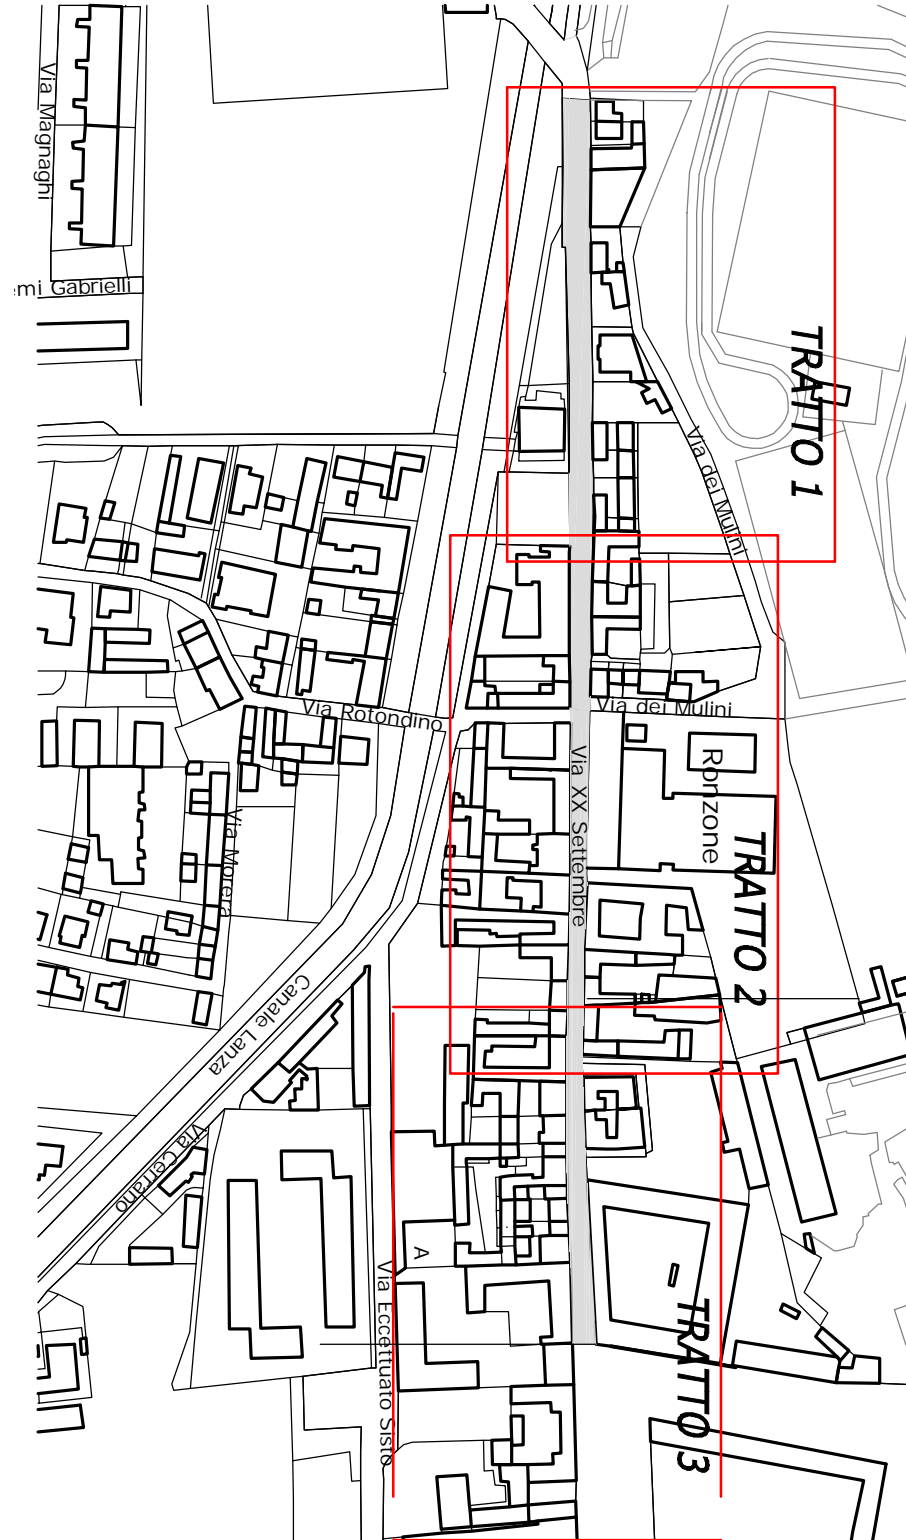 Via Magnaghi
mi Gabrielli
TRATTO 1
Via dei Mulini
Via Rotondino
Via dei Mulini
Ronzone
Via XX Settembre
TRATTO 2
Via Morera
Canale Lanza
Via Cerrano
A
Via Eccettuato Sisto
TRATTO 3